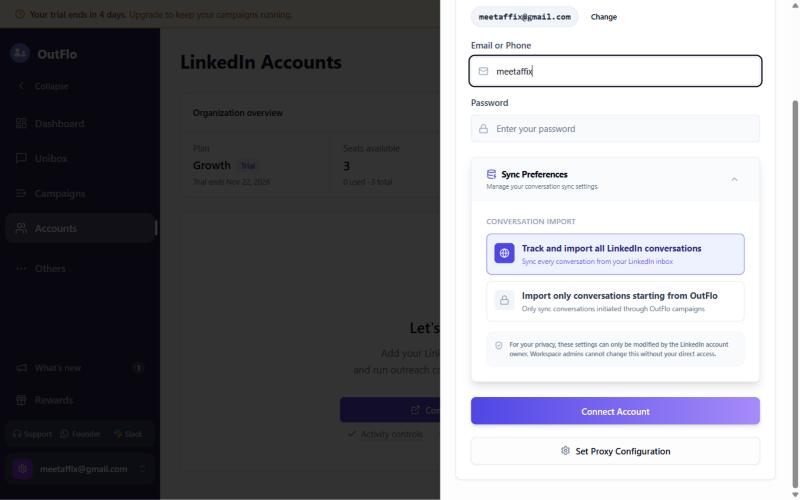 Your trial ends in 4 days. Upgrade to keep your campaigns running.
OutFlo
Collapse
Dashboard
Unibox
Campaigns
Accounts
Others
What's new
1
Rewards
Support
Founder
Slack
meetaffix@gmail.com
LinkedIn Accounts
Organization overview
Plan
Growth Trial
Trial ends Nov 22, 2026
Seats available
3
0 used · 3 total
Let's
Add your Lin
and run outreach c
Con
Activity controls
meetaffix@gmail.com
Change
Email or Phone
meetaffix
Password
Enter your password
Sync Preferences
Manage your conversation sync settings.
CONVERSATION IMPORT
Track and import all LinkedIn conversations
Sync every conversation from your LinkedIn inbox
Import only conversations starting from OutFlo
Only sync conversations initiated through OutFlo campaigns
For your privacy, these settings can only be modified by the LinkedIn account
owner. Workspace admins cannot change this without your direct access.
Connect Account
Set Proxy Configuration